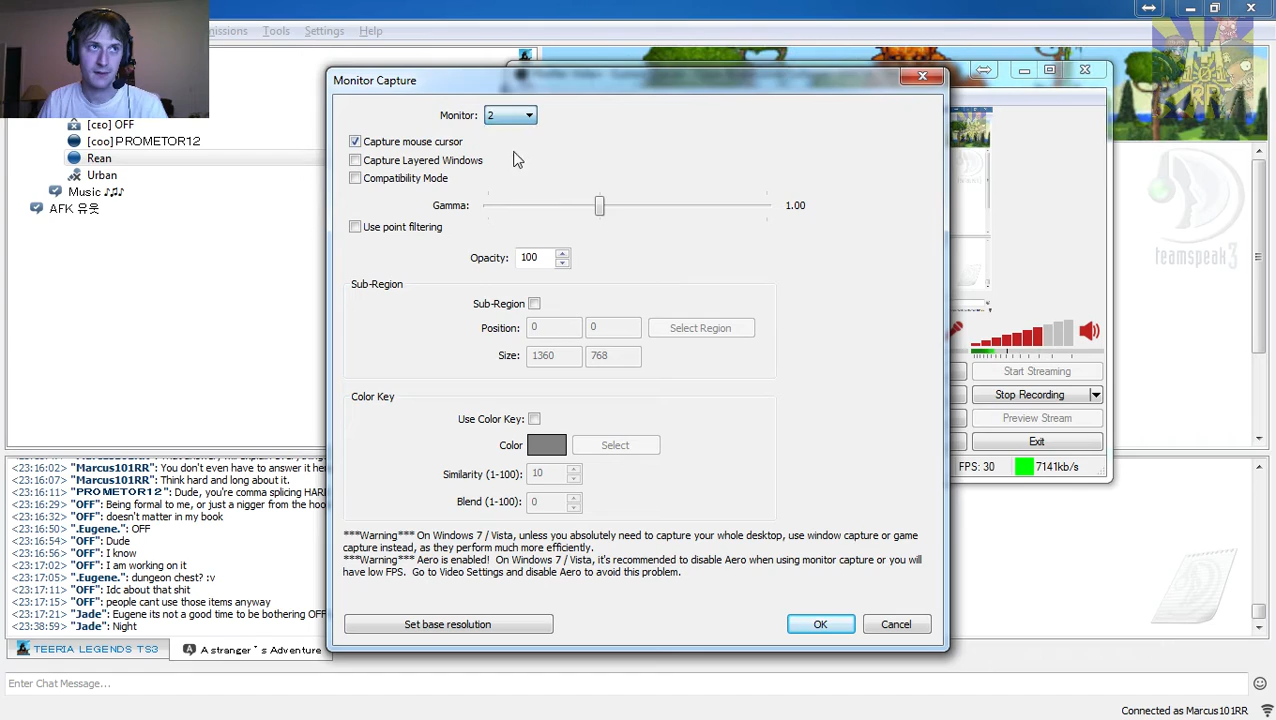 missions Tools Settings Help
Monitor Capture
[cεo] OFF
[coo] PROMETOR12
Rean
Urban
Music ♪♫♪
AFK 유웃
Monitor: 2
Capture mouse cursor
Capture Layered Windows
Compatibility Mode
Gamma: 1.00
Use point filtering
Opacity: 100
Sub-Region
Sub-Region
Position: 0 0 Select Region
Size: 1360 768
Color Key
Use Color Key:
Color Select
Similarity (1-100): 10
Blend (1-100): 0
***Warning*** On Windows 7 / Vista, unless you absolutely need to capture your whole desktop, use window capture or game
capture instead, as they perform much more efficiently.
***Warning*** Aero is enabled! On Windows 7 / Vista, it's recommended to disable Aero when using monitor capture or you will
have low FPS. Go to Video Settings and disable Aero to avoid this problem.
Set base resolution
OK
Cancel
101
RR
teamspeak3
Start Streaming
Stop Recording
Preview Stream
Exit
FPS: 30 7141kb/s
<23:16:02> "Marcus101RR": You don't even have to answer it he
<23:16:07> "Marcus101RR": Think hard and long about it.
<23:16:11> "PROMETOR12": Dude, you're comma splicing HAR
<23:16:29> "OFF": Being formal to me, or just a nigger from the hoo
<23:16:32> "OFF": doesn't matter in my book
<23:16:50> ".Eugene.": OFF
<23:16:54> "OFF": Dude
<23:16:56> "OFF": I know
<23:16:57> "OFF": I am working on it
<23:17:05> ".Eugene.": dungeon chest? :v
<23:17:15> "OFF": Idc about that shit
<23:17:15> "OFF": people cant use those items anyway
<23:17:21> "Jade": Eugene its not a good time to be bothering OFF
<23:38:59> "Jade": Night
TEERIA LEGENDS TS3
A stranger`s Adventure
Enter Chat Message...
Connected as Marcus101RR